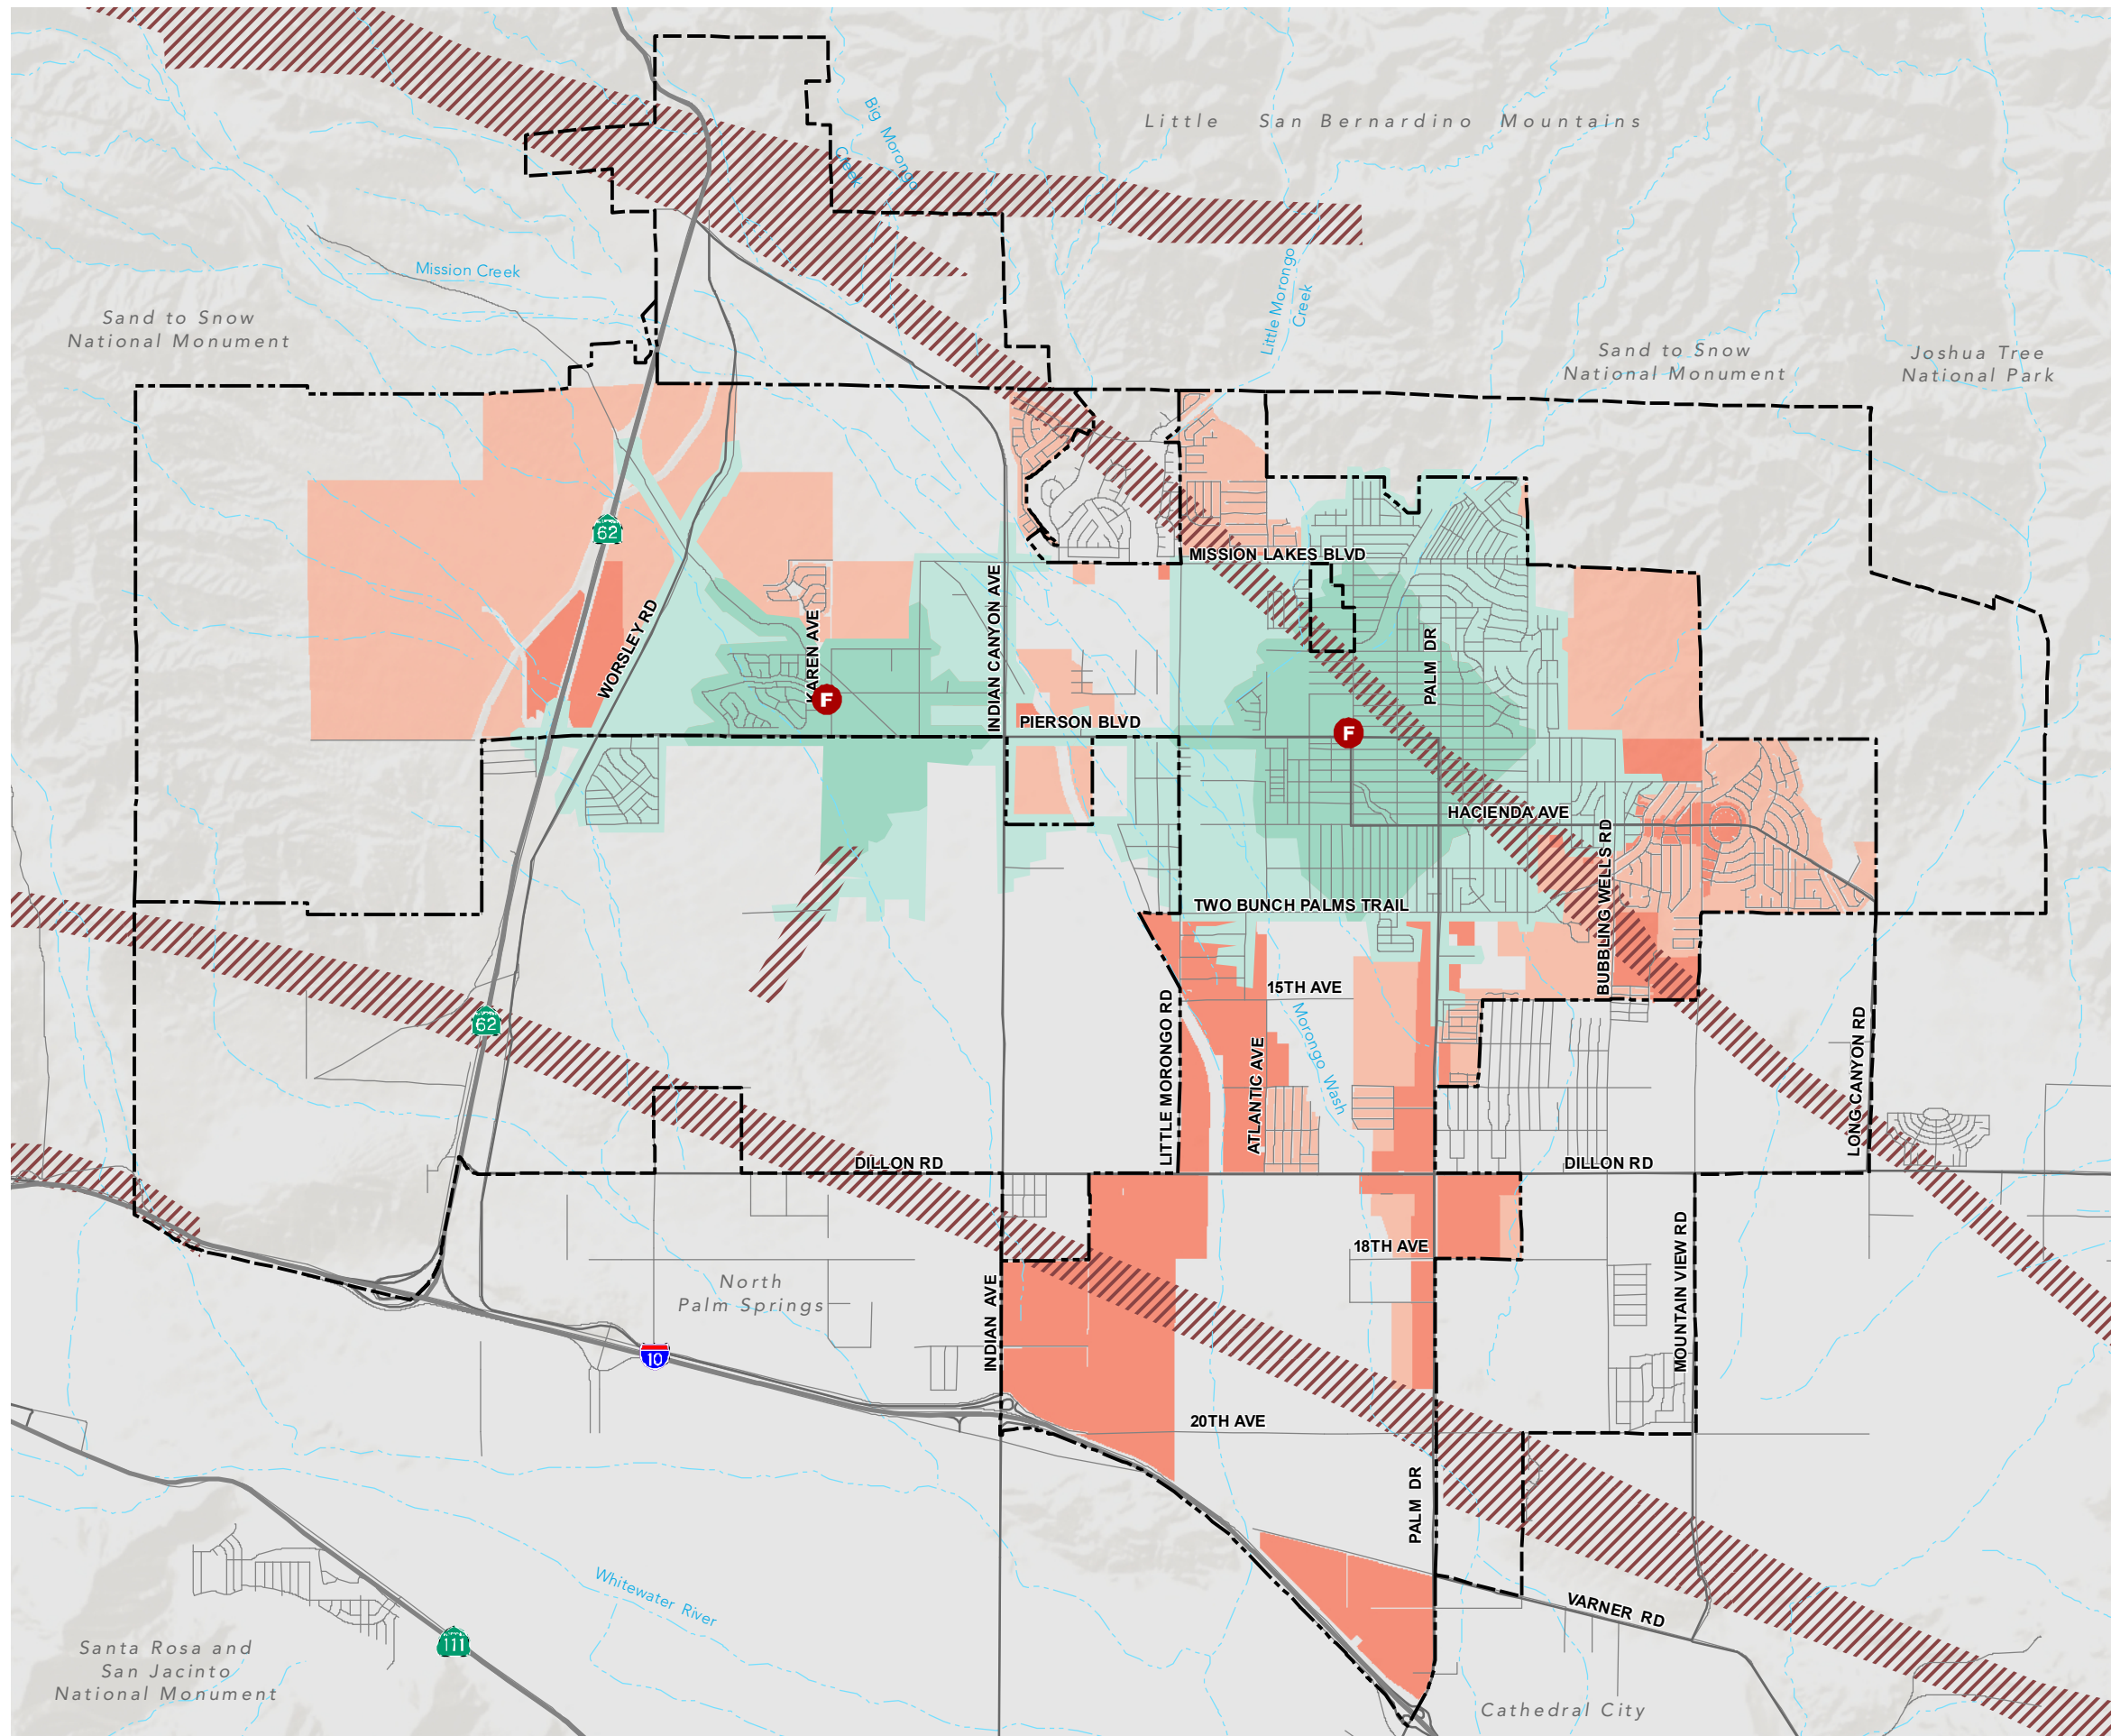 Big Morongo
Creek
Little San Bernardino Mountains
Mission Creek
Little Morongo
Creek
Sand to Snow
National Monument
Sand to Snow
National Monument
Joshua Tree
National Park
62
MISSION LAKES BLVD
INDIAN CANYON AVE
WORSLEY RD
KAREN AVE
PALM DR
F
PIERSON BLVD
F
HACIENDA AVE
BUBBLING WELLS RD
TWO BUNCH PALMS TRAIL
15TH AVE
62
LITTLE MORONGO RD
ATLANTIC AVE
Morongo Wash
LONG CANYON RD
DILLON RD
DILLON RD
18TH AVE
MOUNTAIN VIEW RD
North
Palm Springs
INDIAN AVE
10
20TH AVE
PALM DR
Whitewater River
VARNER RD
111
Santa Rosa and
San Jacinto
National Monument
Cathedral City